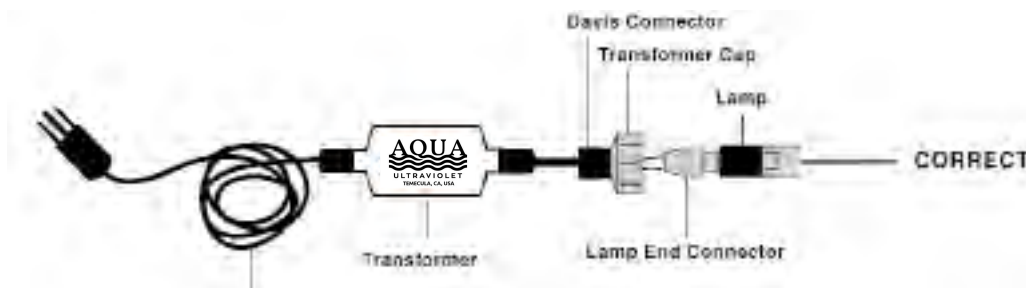 Davis Connector
Transformer Cap
Lamp
AQUA
ULTRAVIOLET
TEMECULA, CA, USA
CORRECT
Lamp End Connector
Transformer